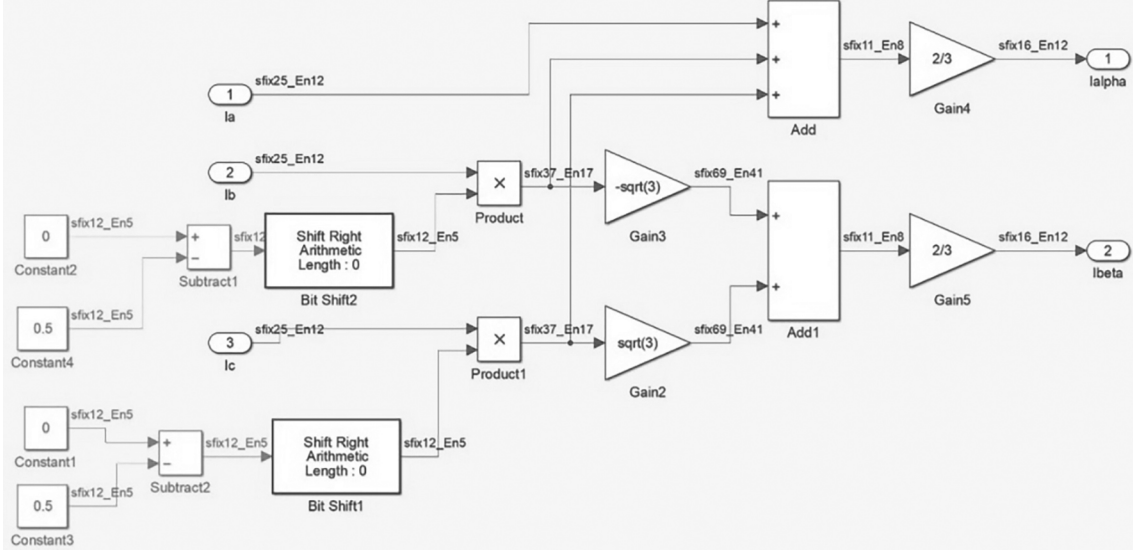 sfix25_En12
1
Ia
+
+
+
Add
sfix11_En8
2/3
Gain4
sfix16_En12
1
Ialpha
sfix25_En12
2
Ib
×
Product
sfix37_En17
-sqrt(3)
Gain3
sfix69_En41
0
Constant2
sfix12_En5
+
−
Subtract1
sfix12
Shift Right
Arithmetic
Length : 0
Bit Shift2
sfix12_En5
0.5
Constant4
sfix12_En5
+
+
Add1
sfix11_En8
2/3
Gain5
sfix16_En12
2
Ibeta
sfix25_En12
3
Ic
×
Product1
sfix37_En17
sqrt(3)
Gain2
sfix69_En41
0
Constant1
sfix12_En5
+
−
Subtract2
sfix12_En5
Shift Right
Arithmetic
Length : 0
Bit Shift1
sfix12_En5
0.5
Constant3
sfix12_En5